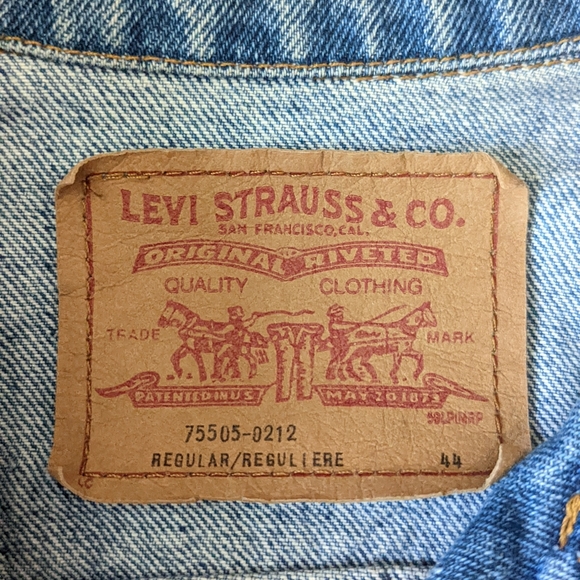 LEVI STRAUSS & CO.
SAN FRANCISCO, CAL.
ORIGINAL RIVETED
QUALITY CLOTHING
TRADE MARK
PATENTED IN U.S. MAY 20 1873
75505-0212
REGULAR/REGULIERE 44